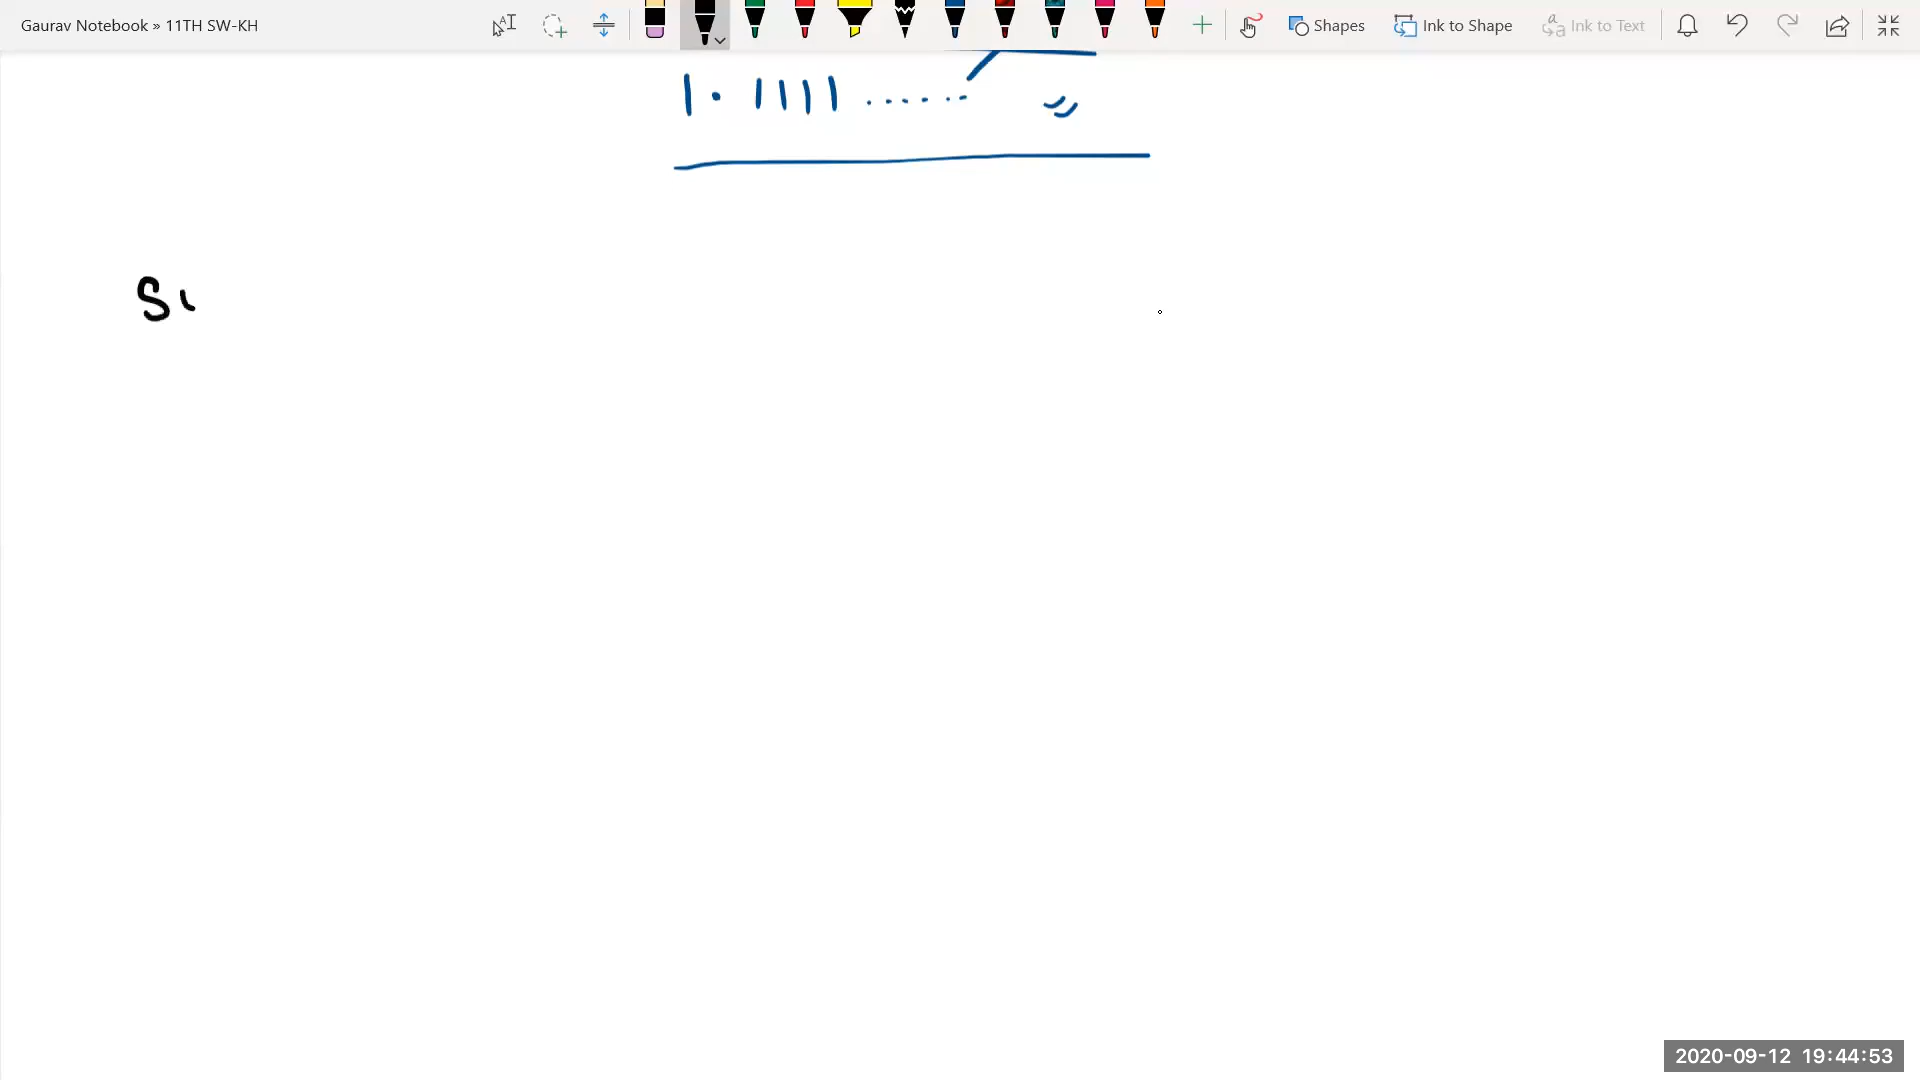 Gaurav Notebook » 11TH SW-KH
Shapes
Ink to Shape
Ink to Text
1.1111.......
2020-09-12 19:44:53